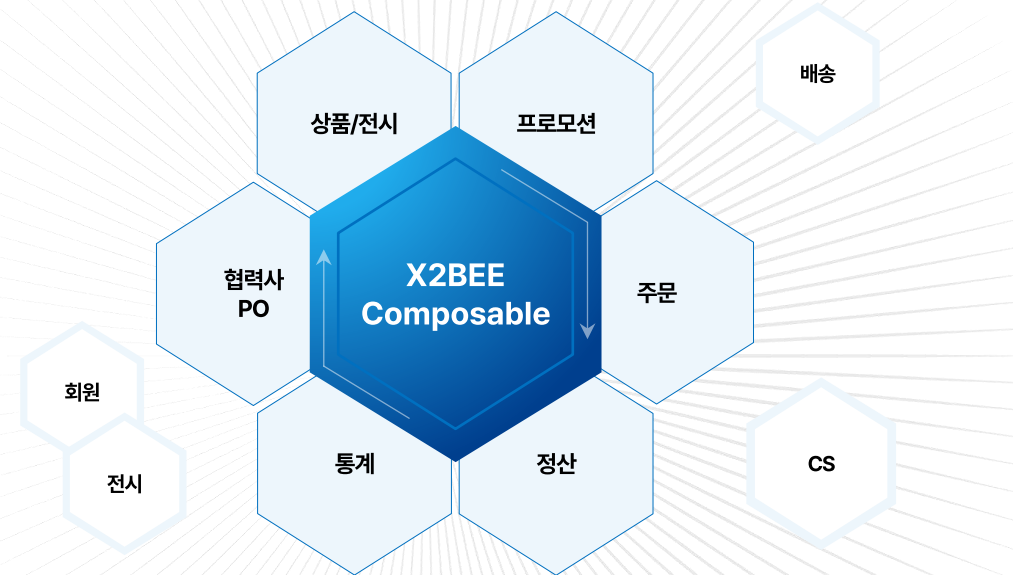 배송
상품/전시
프로모션
협력사
PO
X2BEE
Composable
주문
회원
전시
통계
정산
CS